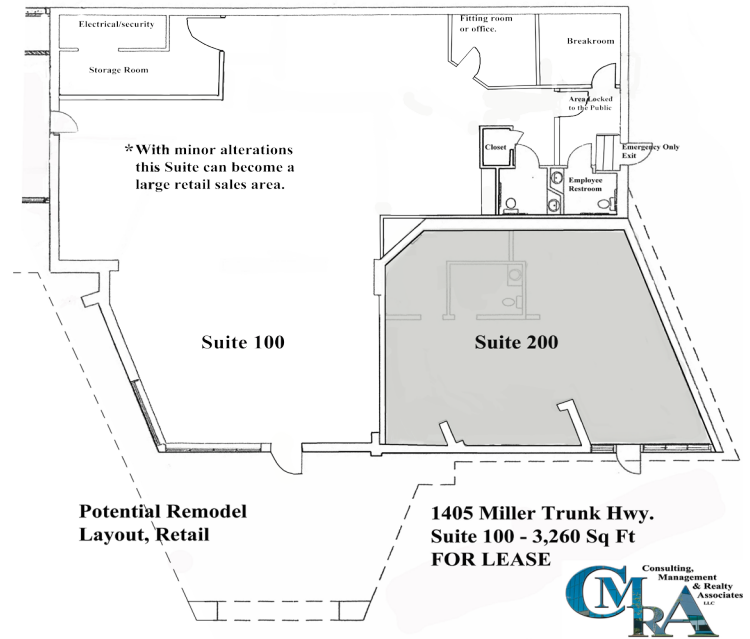 Electrical/security
Storage Room
Fitting room
or office.
Breakroom
Area Locked
to the Public
*With minor alterations
this Suite can become a
large retail sales area.
Closet
Emergency Only
Exit
Employee
Restroom
Suite 100
Suite 200
Potential Remodel
Layout, Retail
1405 Miller Trunk Hwy.
Suite 100 - 3,260 Sq Ft
FOR LEASE
CMRA
Consulting,
Management
& Realty
Associates
LLC